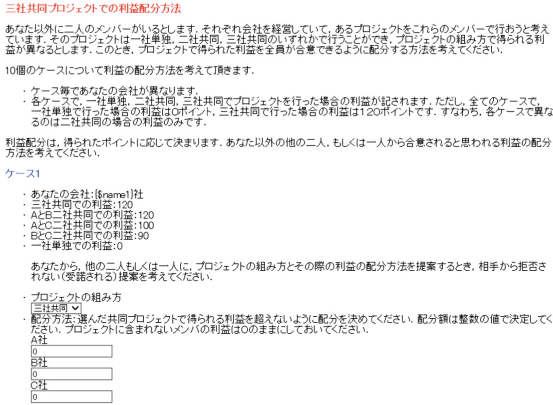 三社共同プロジェクトでの利益配分方法
あなた以外に二人のメンバーがいるとします. それぞれ会社を経営していて, あるプロジェクトをこれらのメンバーで行おうと考え
ています. そのプロジェクトは一社単独, 二社共同, 三社共同のいずれかで行うことができ, プロジェクトの組み方で得られる利
益が異なるとします. このとき, プロジェクトで得られた利益を全員が合意できるように配分する方法を考えてください.
10個のケースについて利益の配分方法を考えて頂きます.
・ケース毎であなたの会社が異なります.
・各ケースで, 一社単独, 二社共同, 三社共同でプロジェクトを行った場合の利益が記されます. ただし, 全てのケースで,
一社単独で行った場合の利益は0ポイント, 三社共同で行った場合の利益は120ポイントです. すなわち, 各ケースで異な
るのは二社共同の場合の利益のみです.
利益配分は, 得られたポイントに応じて決まります. あなた以外の他の二人, もしくは一人から合意されると思われる利益の配分
方法を考えてください.
ケース1
・あなたの会社:{$name1}社
・三社共同での利益:120
・AとB二社共同での利益:120
・AとC二社共同での利益:100
・BとC二社共同での利益:90
・一社単独での利益:0
あなたから, 他の二人もしくは一人に, プロジェクトの組み方とその際の利益の配分方法を提案するとき, 相手から拒否さ
れない(受諾される)提案を考えてください.
・プロジェクトの組み方
三社共同
・配分方法:選んだ共同プロジェクトで得られる利益を超えないように配分を決めてください. 配分額は整数の値で決定してく
ださい. プロジェクトに含まれないメンバの利益は0のままにしておいてください.
A社
0
B社
0
C社
0